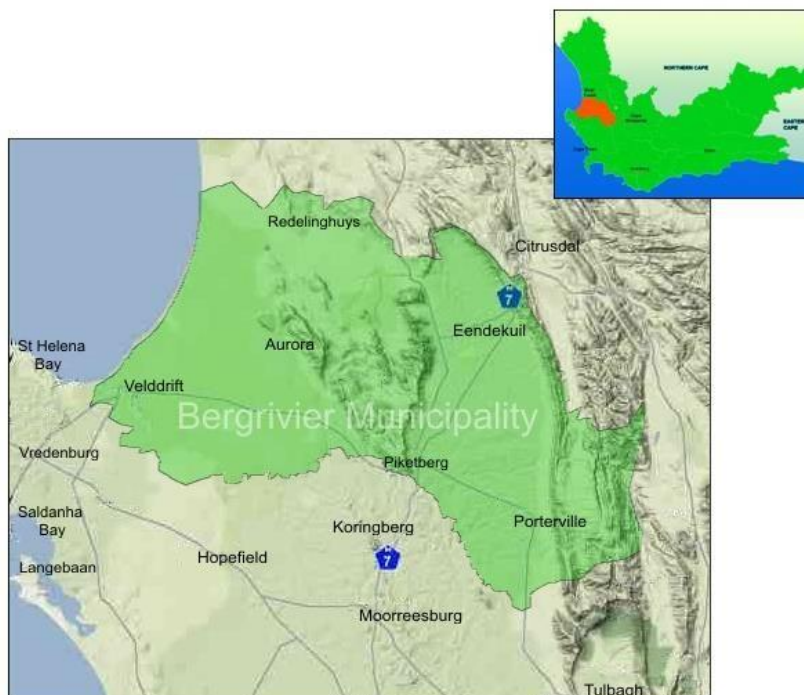 NORTHERN CAPE
EASTERN
CAPE
Redelinghuys
Citrusdal
N
7
Eendekuil
Aurora
St Helena
Bay
Velddrift
Bergrivier Municipality
Vredenburg
Piketberg
Saldanha
Bay
Koringberg
Porterville
N
7
Hopefield
Langebaan
Moorreesburg
Tulbagh